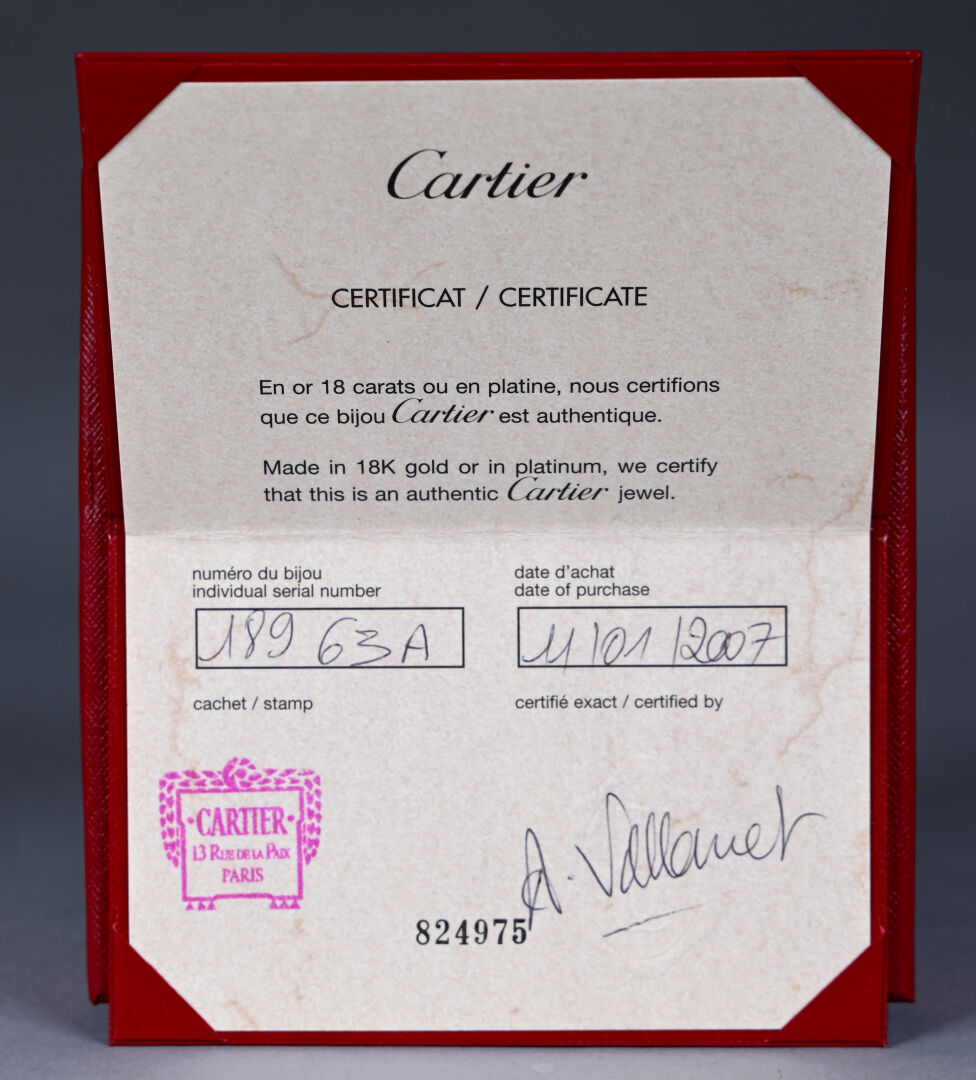 Cartier
CERTIFICAT / CERTIFICATE
En or 18 carats ou en platine, nous certifions
que ce bijou Cartier est authentique.
Made in 18K gold or in platinum, we certify
that this is an authentic Cartier jewel.
numéro du bijou
individual serial number
189 63A
date d'achat
date of purchase
11/01/2007
cachet / stamp
certifié exact / certified by
·CARTIER·
13 RUE DE LA PAIX
PARIS
A.
824975